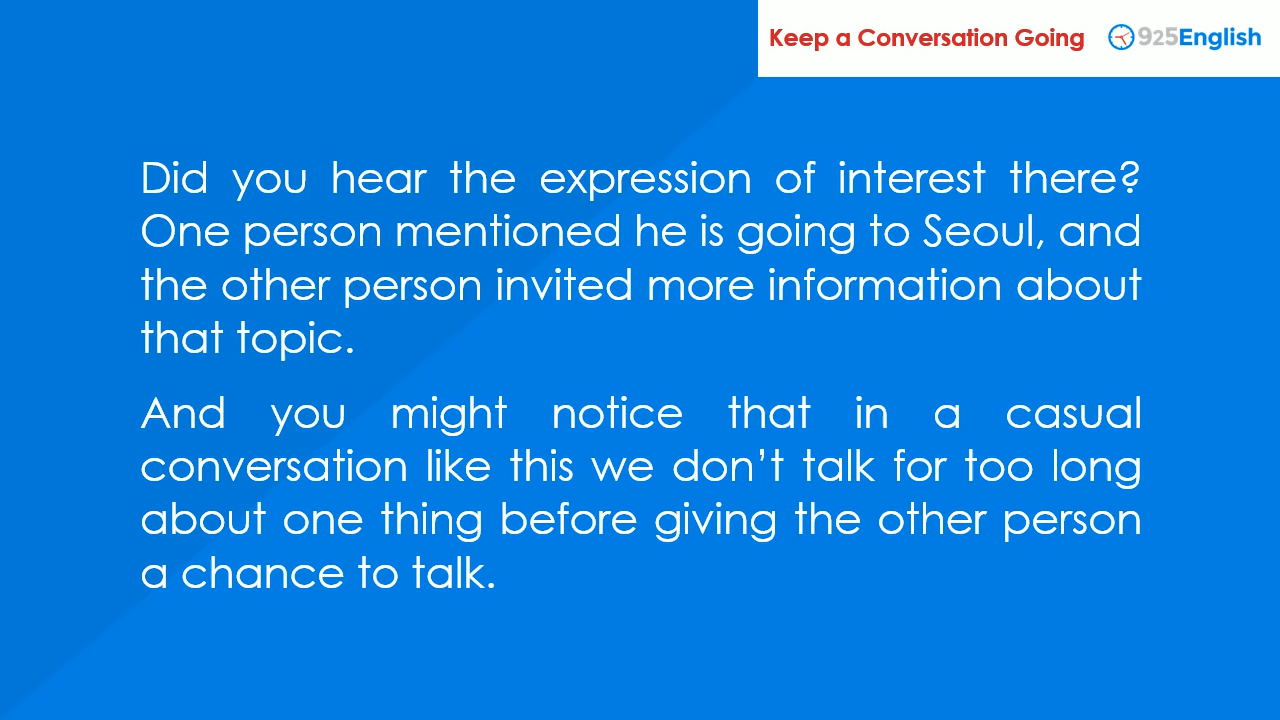 Keep a Conversation Going
925English
Did you hear the expression of interest there?
One person mentioned he is going to Seoul, and
the other person invited more information about
that topic.
And you might notice that in a casual
conversation like this we don’t talk for too long
about one thing before giving the other person
a chance to talk.